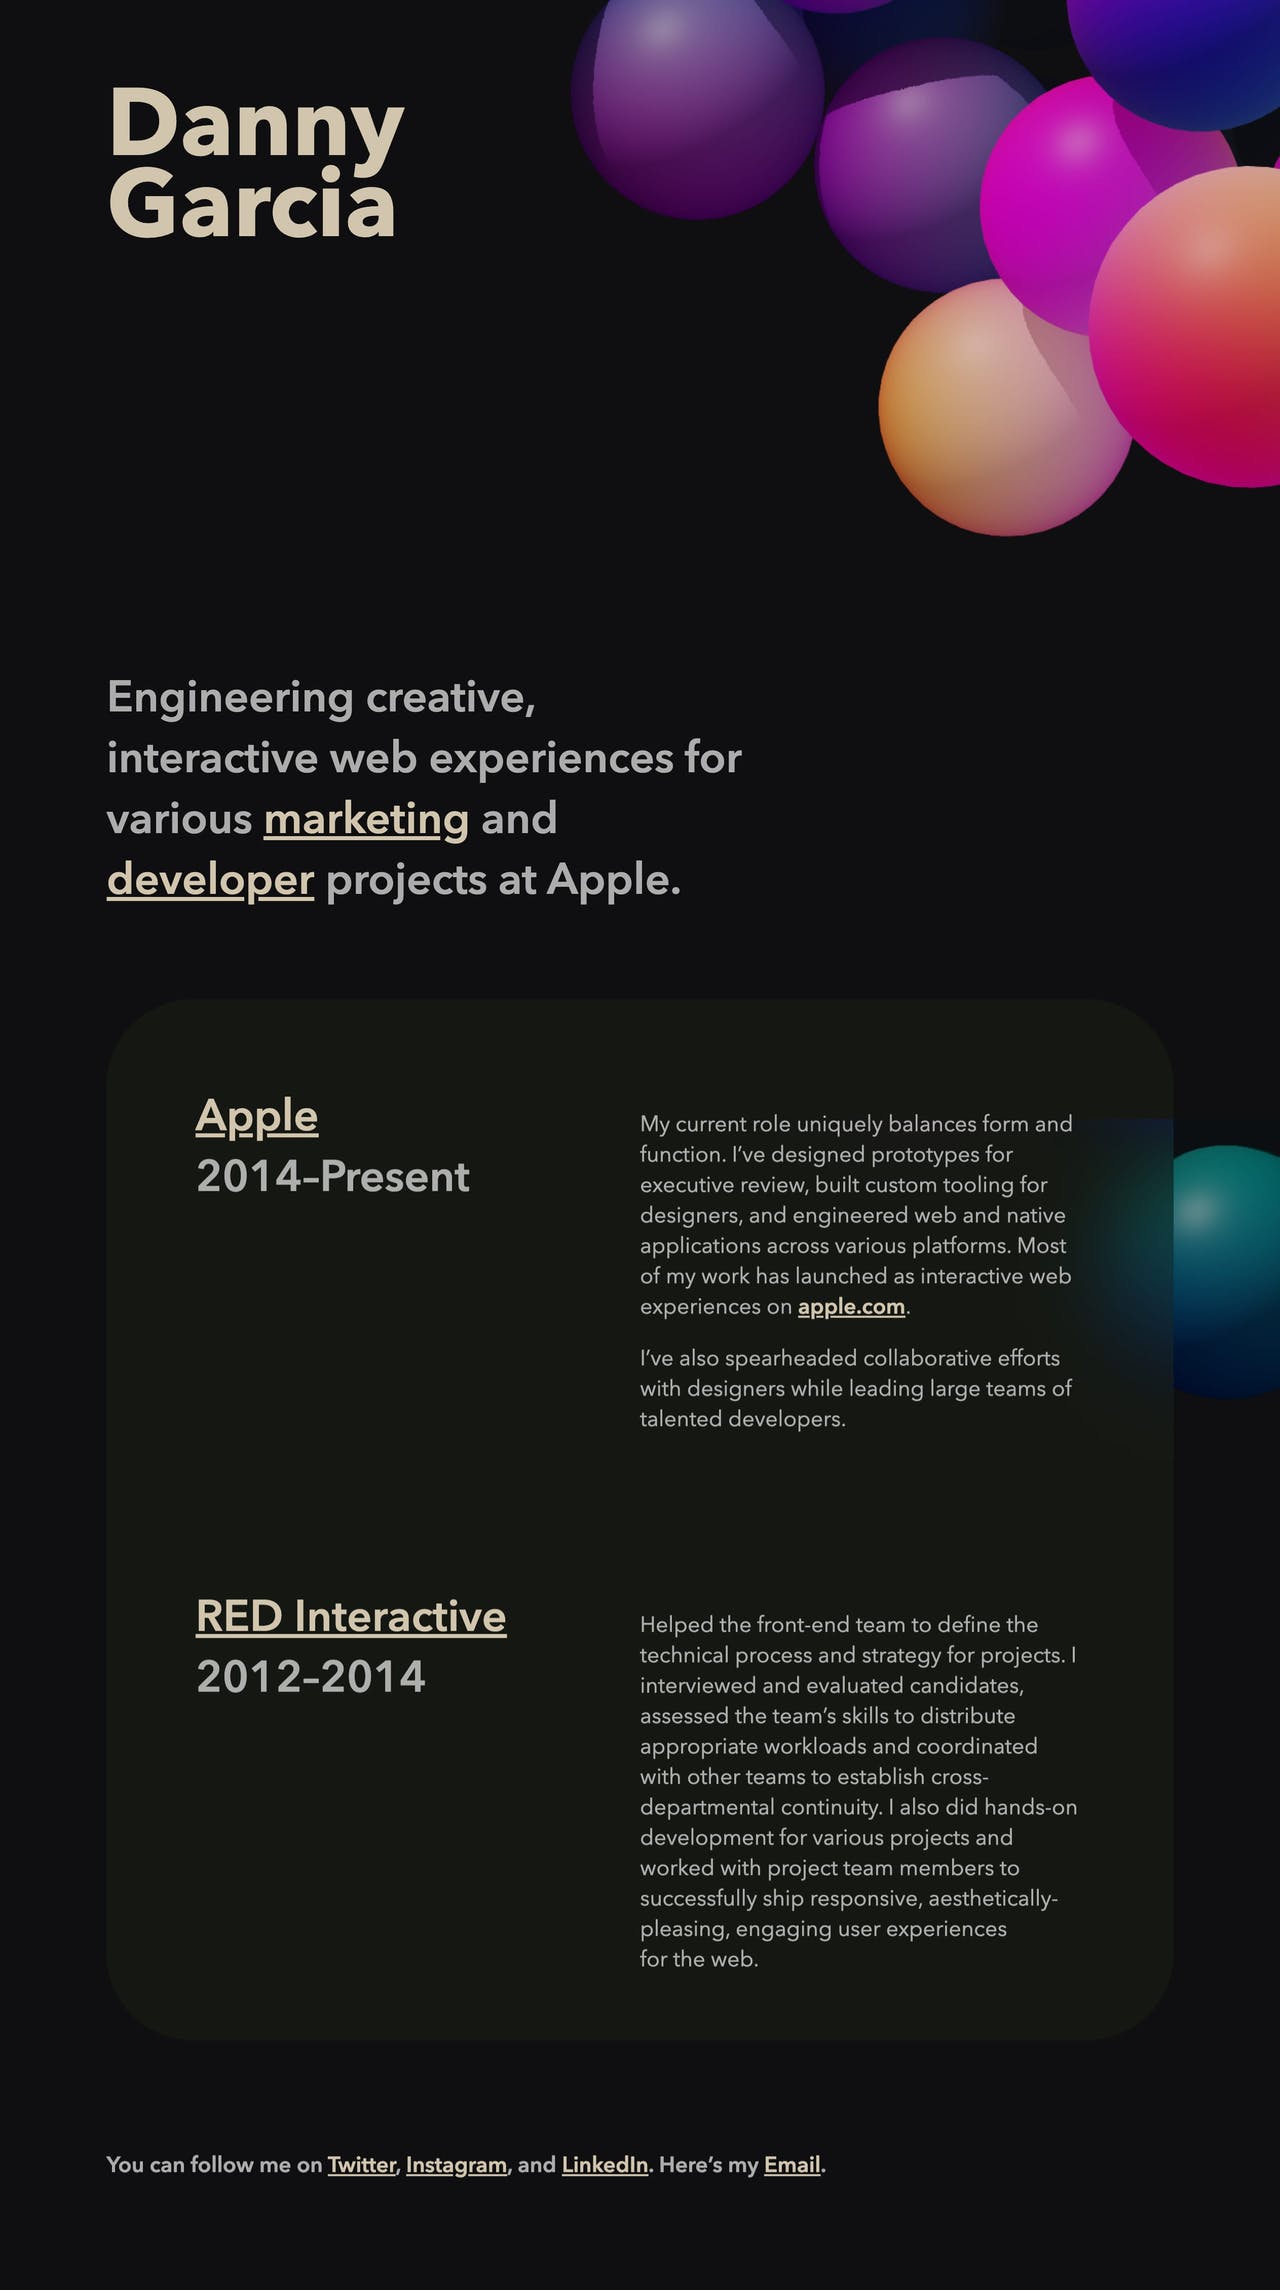 Danny
Garcia
Engineering creative,
interactive web experiences for
various marketing and
developer projects at Apple.
Apple
2014–Present
My current role uniquely balances form and
function. I’ve designed prototypes for
executive review, built custom tooling for
designers, and engineered web and native
applications across various platforms. Most
of my work has launched as interactive web
experiences on apple.com.
I’ve also spearheaded collaborative efforts
with designers while leading large teams of
talented developers.
RED Interactive
2012–2014
Helped the front-end team to define the
technical process and strategy for projects. I
interviewed and evaluated candidates,
assessed the team’s skills to distribute
appropriate workloads and coordinated
with other teams to establish cross-
departmental continuity. I also did hands-on
development for various projects and
worked with project team members to
successfully ship responsive, aesthetically-
pleasing, engaging user experiences
for the web.
You can follow me on Twitter, Instagram, and LinkedIn. Here’s my Email.